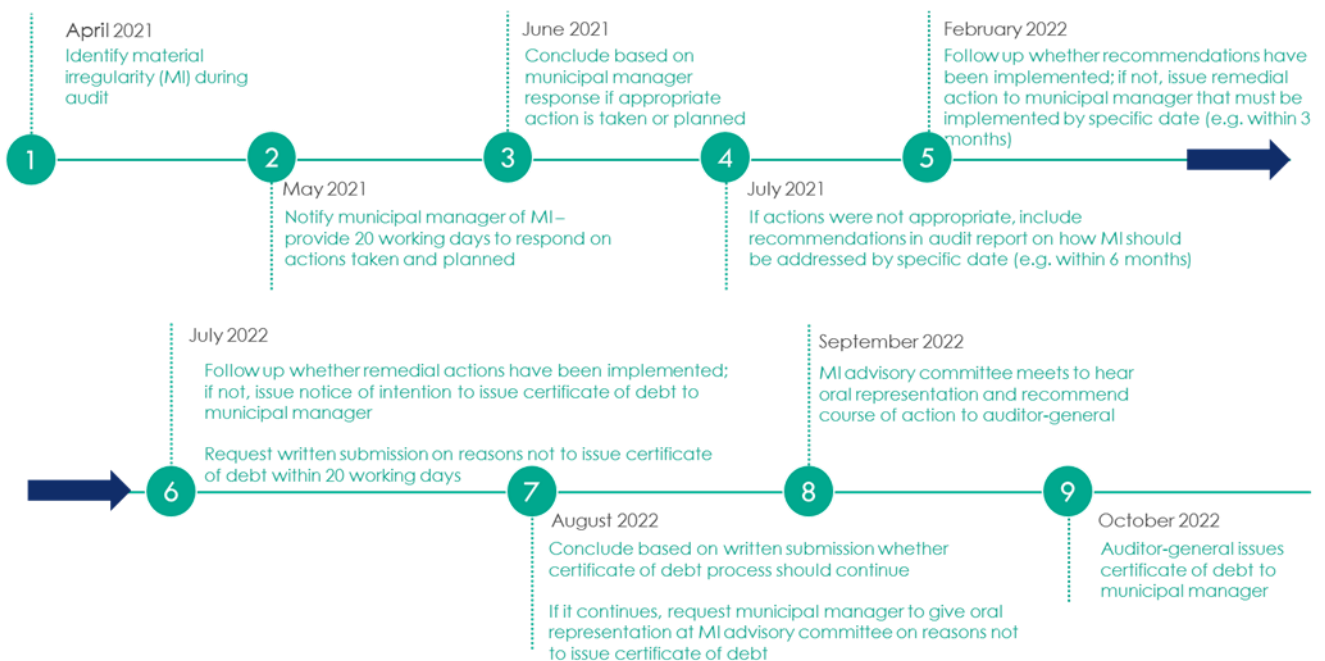 1
April 2021
Identify material
irregularity (MI) during
audit
2
May 2021
Notify municipal manager of MI –
provide 20 working days to respond on
actions taken and planned
3
June 2021
Conclude based on
municipal manager
response if appropriate
action is taken or planned
4
July 2021
If actions were not appropriate, include
recommendations in audit report on how MI should
be addressed by specific date (e.g. within 6 months)
5
February 2022
Follow up whether recommendations have
been implemented; if not, issue remedial
action to municipal manager that must be
implemented by specific date (e.g. within 3
months)
6
July 2022
Follow up whether remedial actions have been implemented;
if not, issue notice of intention to issue certificate of debt to
municipal manager
Request written submission on reasons not to issue certificate
of debt within 20 working days
7
August 2022
Conclude based on written submission whether
certificate of debt process should continue
If it continues, request municipal manager to give oral
representation at MI advisory committee on reasons not
to issue certificate of debt
8
September 2022
MI advisory committee meets to hear
oral representation and recommend
course of action to auditor-general
9
October 2022
Auditor-general issues
certificate of debt to
municipal manager